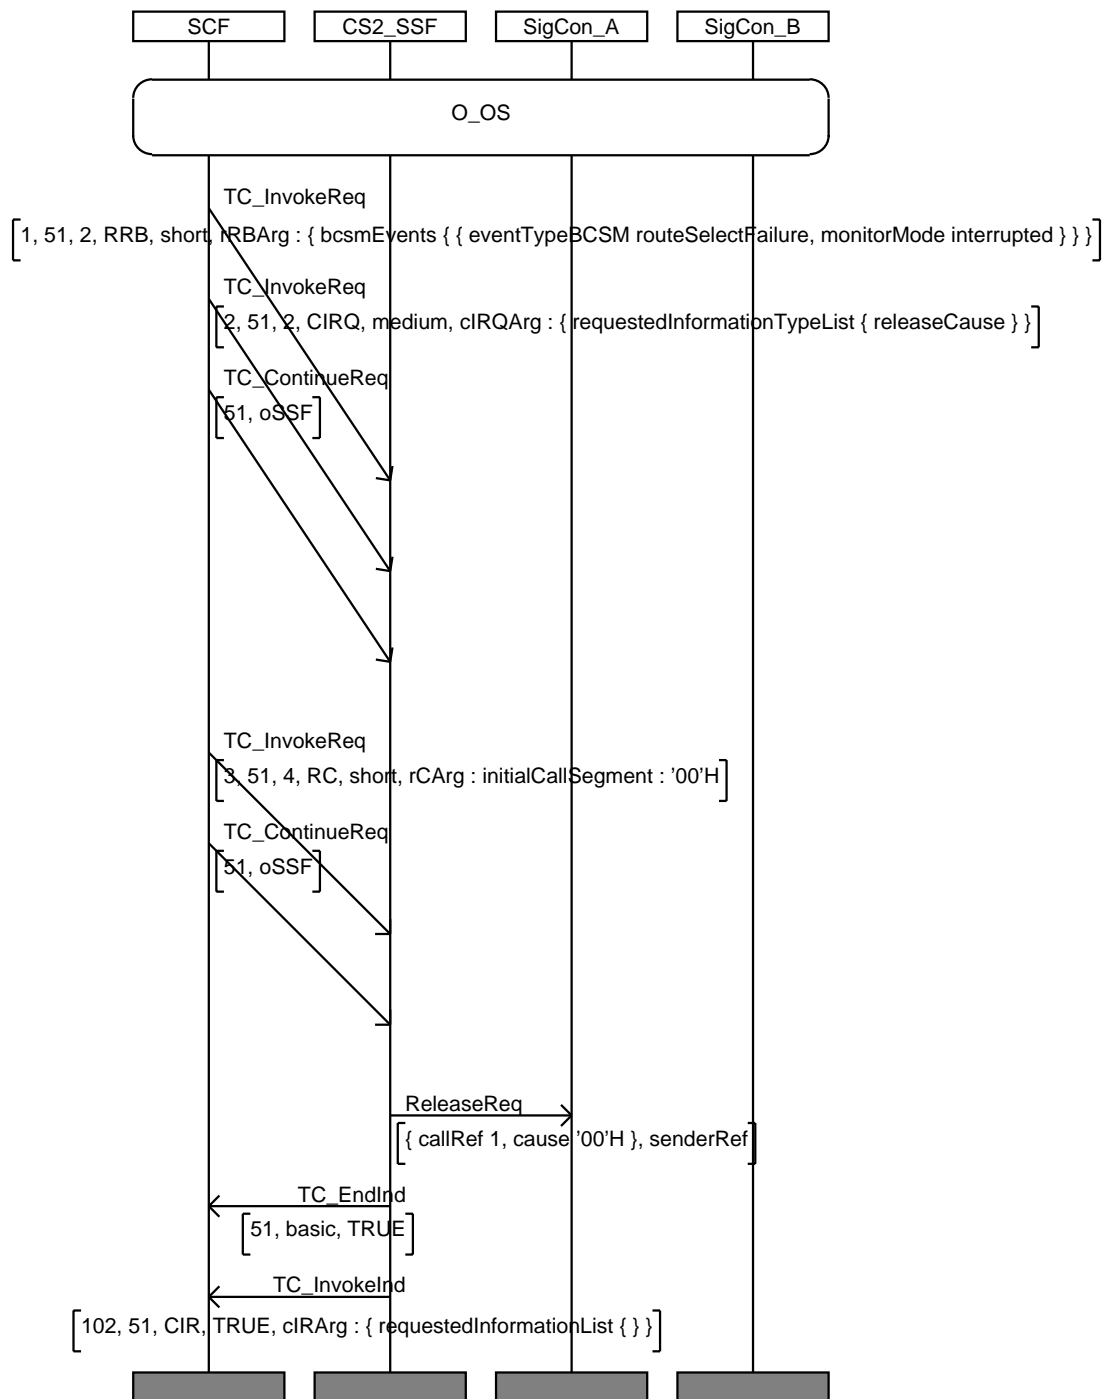 SCF CS2_SSF SigCon_A SigCon_B
O_OS
TC_InvokeReq
1, 51, 2, RRB, short, rRBArg : { bcsmEvents { { eventTypeBCSM routeSelectFailure, monitorMode interrupted } } }
TC_InvokeReq
2, 51, 2, CIRQ, medium, cIRQArg : { requestedInformationTypeList { releaseCause } }
TC_ContinueReq
51, oSSF
TC_InvokeReq
3, 51, 4, RC, short, rCArg : initialCallSegment : '00'H
TC_ContinueReq
51, oSSF
ReleaseReq
{ callRef 1, cause '00'H }, senderRef
TC_EndInd
51, basic, TRUE
TC_InvokeInd
102, 51, CIR, TRUE, cIRArg : { requestedInformationList { } }